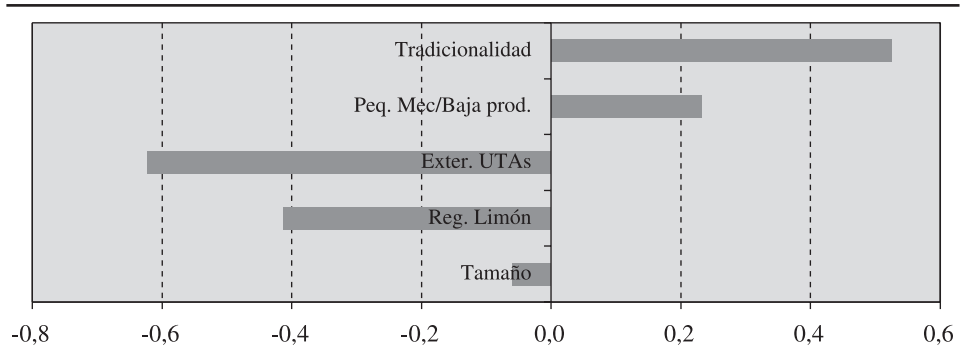 Tradicionalidad
Peq. Mec/Baja prod.
Exter. UTAs
Reg. Limón
Tamaño
-0,8 -0,6 -0,4 -0,2 0,0 0,2 0,4 0,6